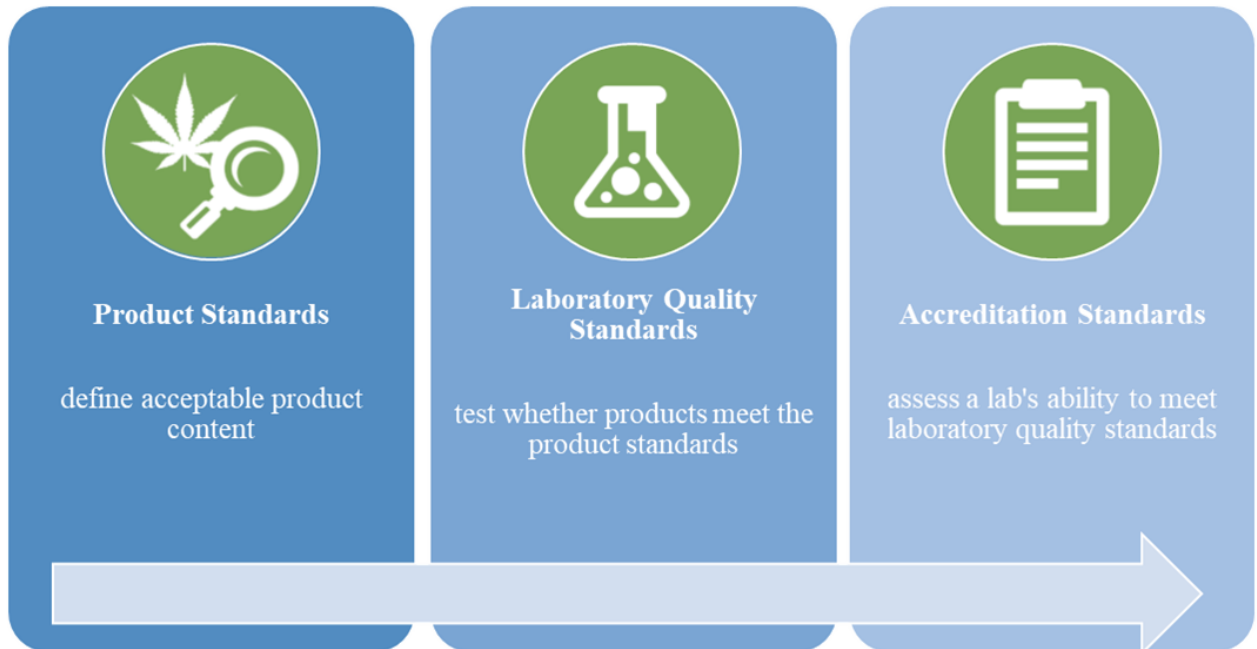 Product Standards
define acceptable product
content
Laboratory Quality
Standards
test whether products meet the
product standards
Accreditation Standards
assess a lab's ability to meet
laboratory quality standards